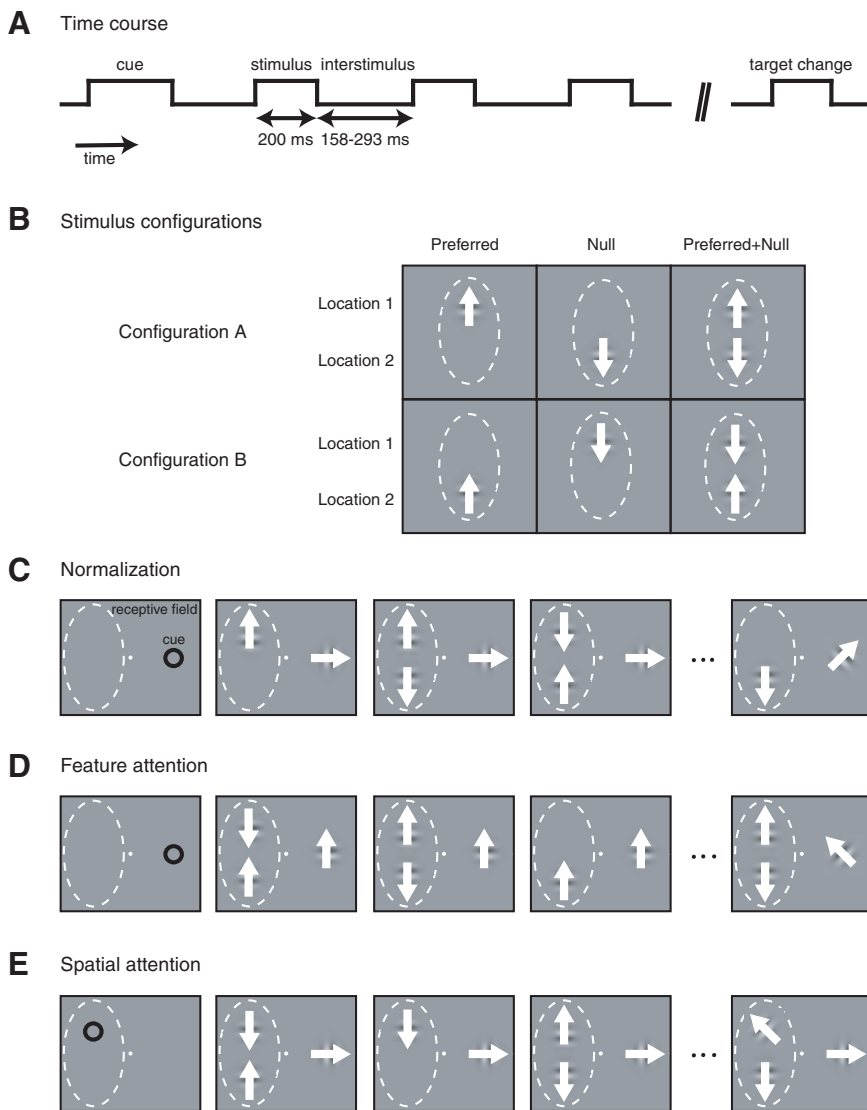 A Time course
cue stimulus interstimulus target change
200 ms 158-293 ms
time
B Stimulus configurations
Preferred Null Preferred+Null
Location 1
Configuration A
Location 2
Location 1
Configuration B
Location 2
C Normalization
receptive field
cue
...
D Feature attention
...
E Spatial attention
...